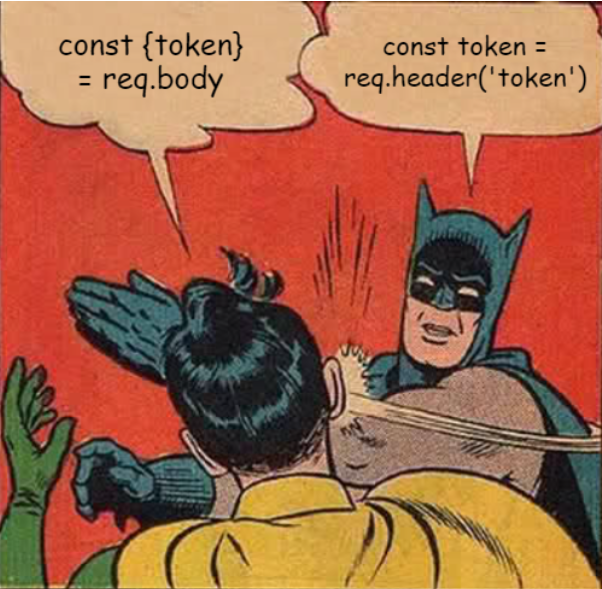 const {token}
= req.body
const token =
req.header('token')